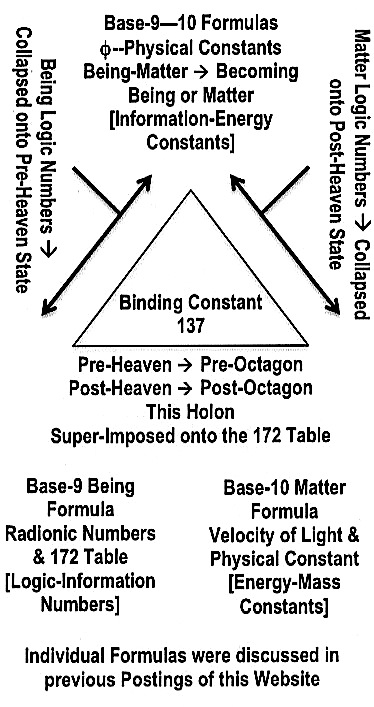 Base-9—10 Formulas
ϕ--Physical Constants
Being-Matter → Becoming
Being or Matter
[Information-Energy
Constants]
Being Logic Numbers →
Collapsed onto Pre-Heaven State
Matter Logic Numbers → Collapsed
onto Post-Heaven State
Binding Constant
137
Pre-Heaven → Pre-Octagon
Post-Heaven → Post-Octagon
This Holon
Super-Imposed onto the 172 Table
Base-9 Being
Formula
Radionic Numbers
& 172 Table
[Logic-Information
Numbers]
Base-10 Matter
Formula
Velocity of Light &
Physical Constant
[Energy-Mass
Constants]
Individual Formulas were discussed in
previous Postings of this Website